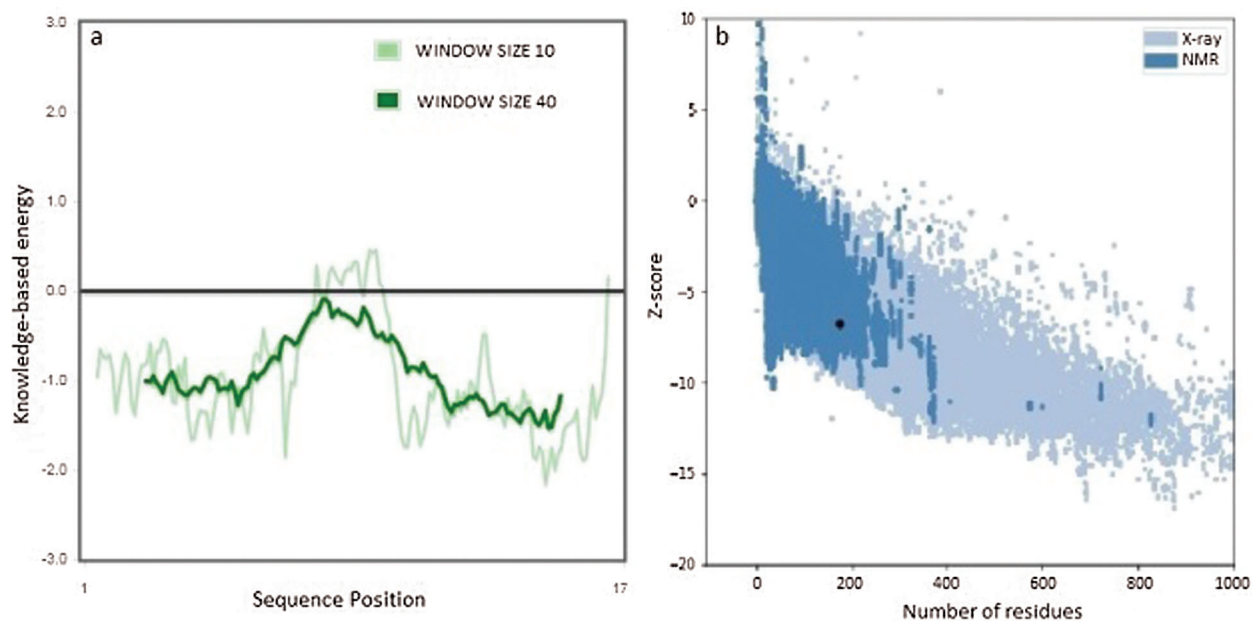 a
WINDOW SIZE 10
WINDOW SIZE 40
3.0
2.0
1.0
0.0
-1.0
-2.0
-3.0
Knowledge-based energy
1
17
Sequence Position
b
X-ray
NMR
10
5
0
−5
−10
−15
−20
Z-score
0
200
400
600
800
1000
Number of residues